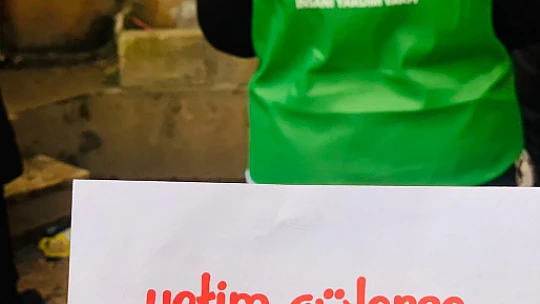 İNSANİ YARDIM VAKFI
yetim gülerse